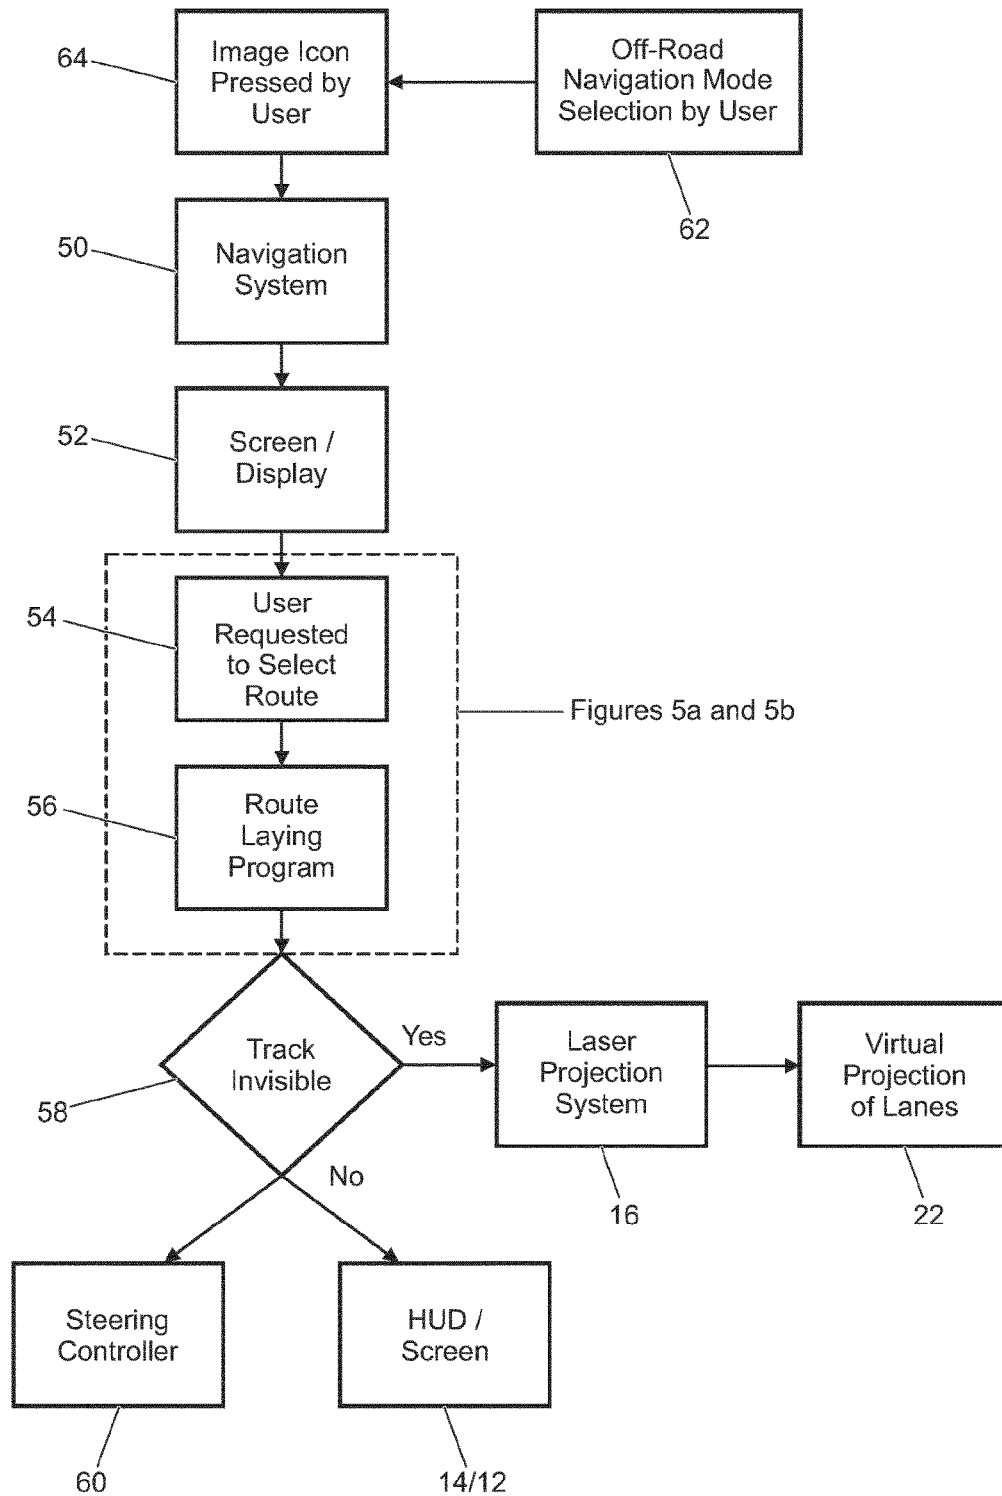 64
Image Icon
Pressed by
User
Off-Road
Navigation Mode
Selection by User
62
50
Navigation
System
52
Screen /
Display
54
User
Requested
to Select
Route
Figures 5a and 5b
56
Route
Laying
Program
58
Track
Invisible
Yes
Laser
Projection
System
16
Virtual
Projection
of Lanes
22
No
Steering
Controller
60
HUD /
Screen
14/12